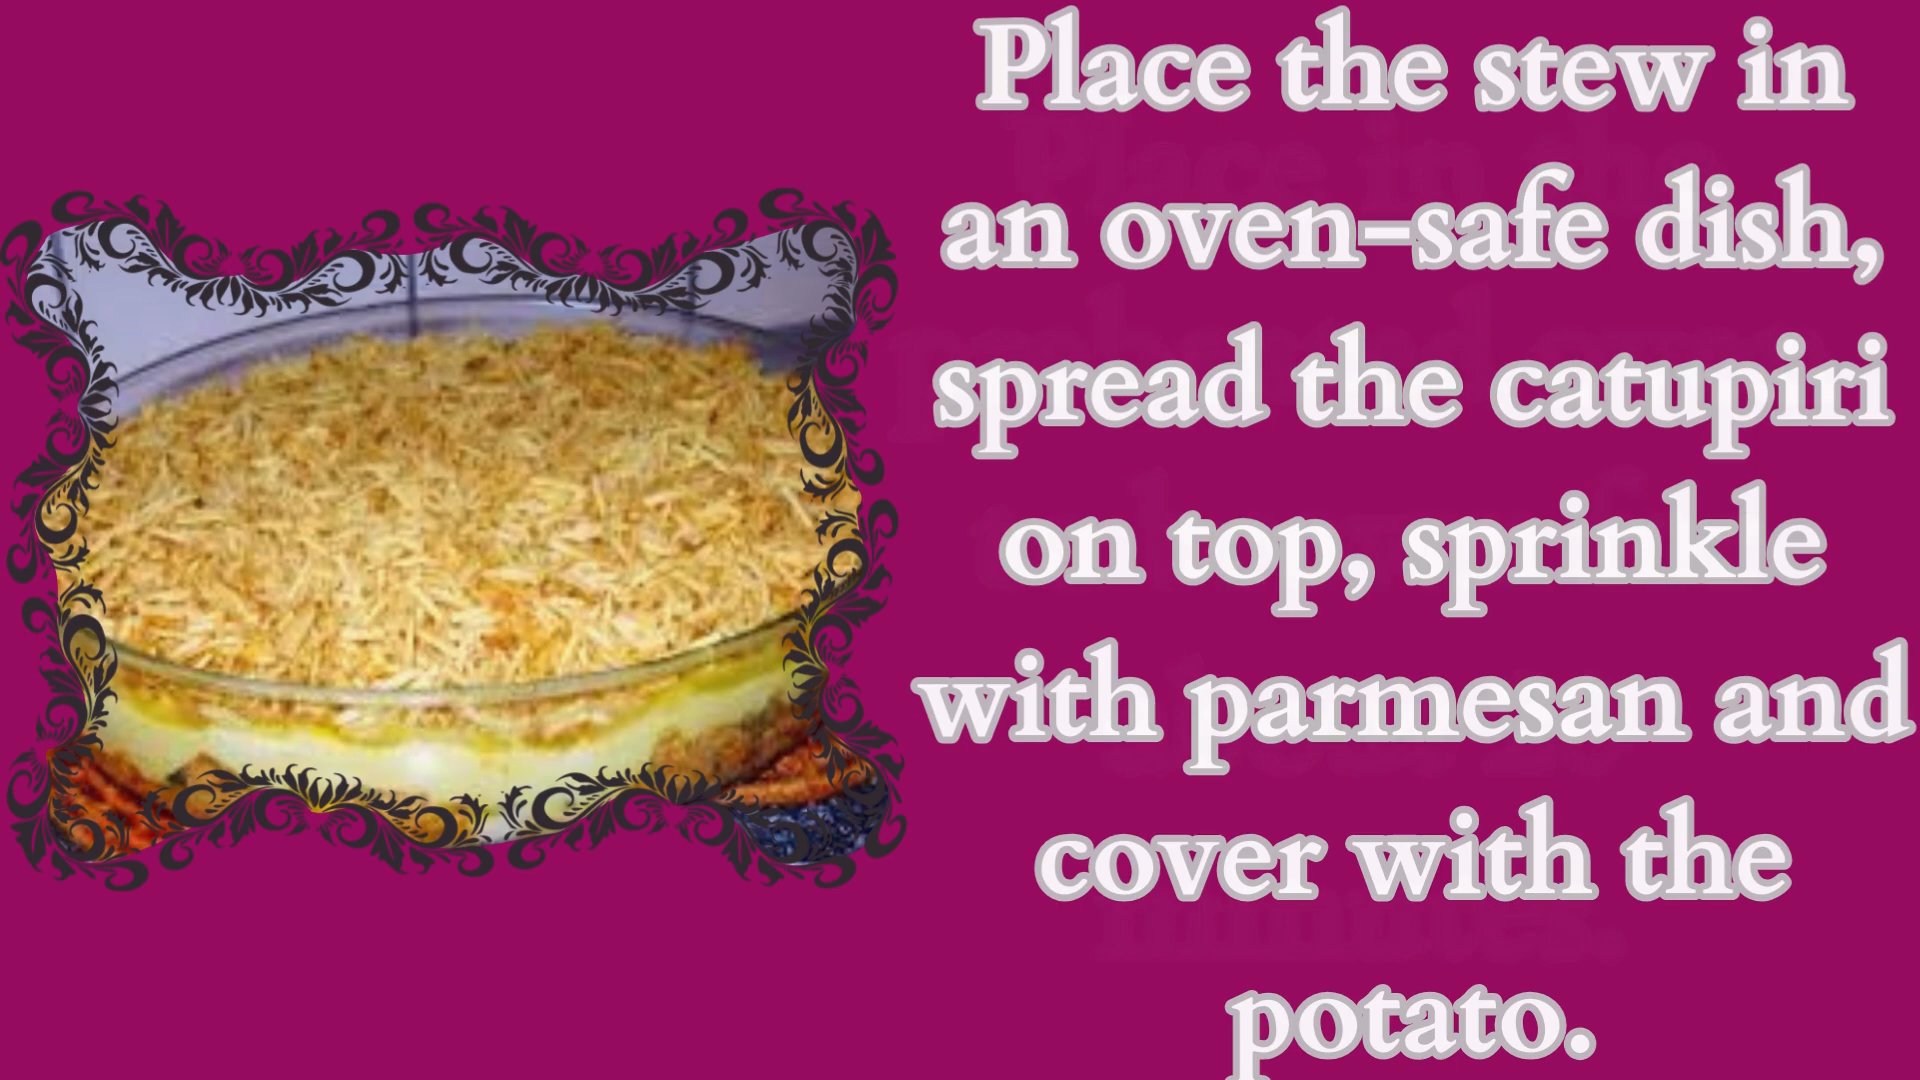 Place the stew in
an oven-safe dish,
spread the catupiri
on top, sprinkle
with parmesan and
cover with the
potato.